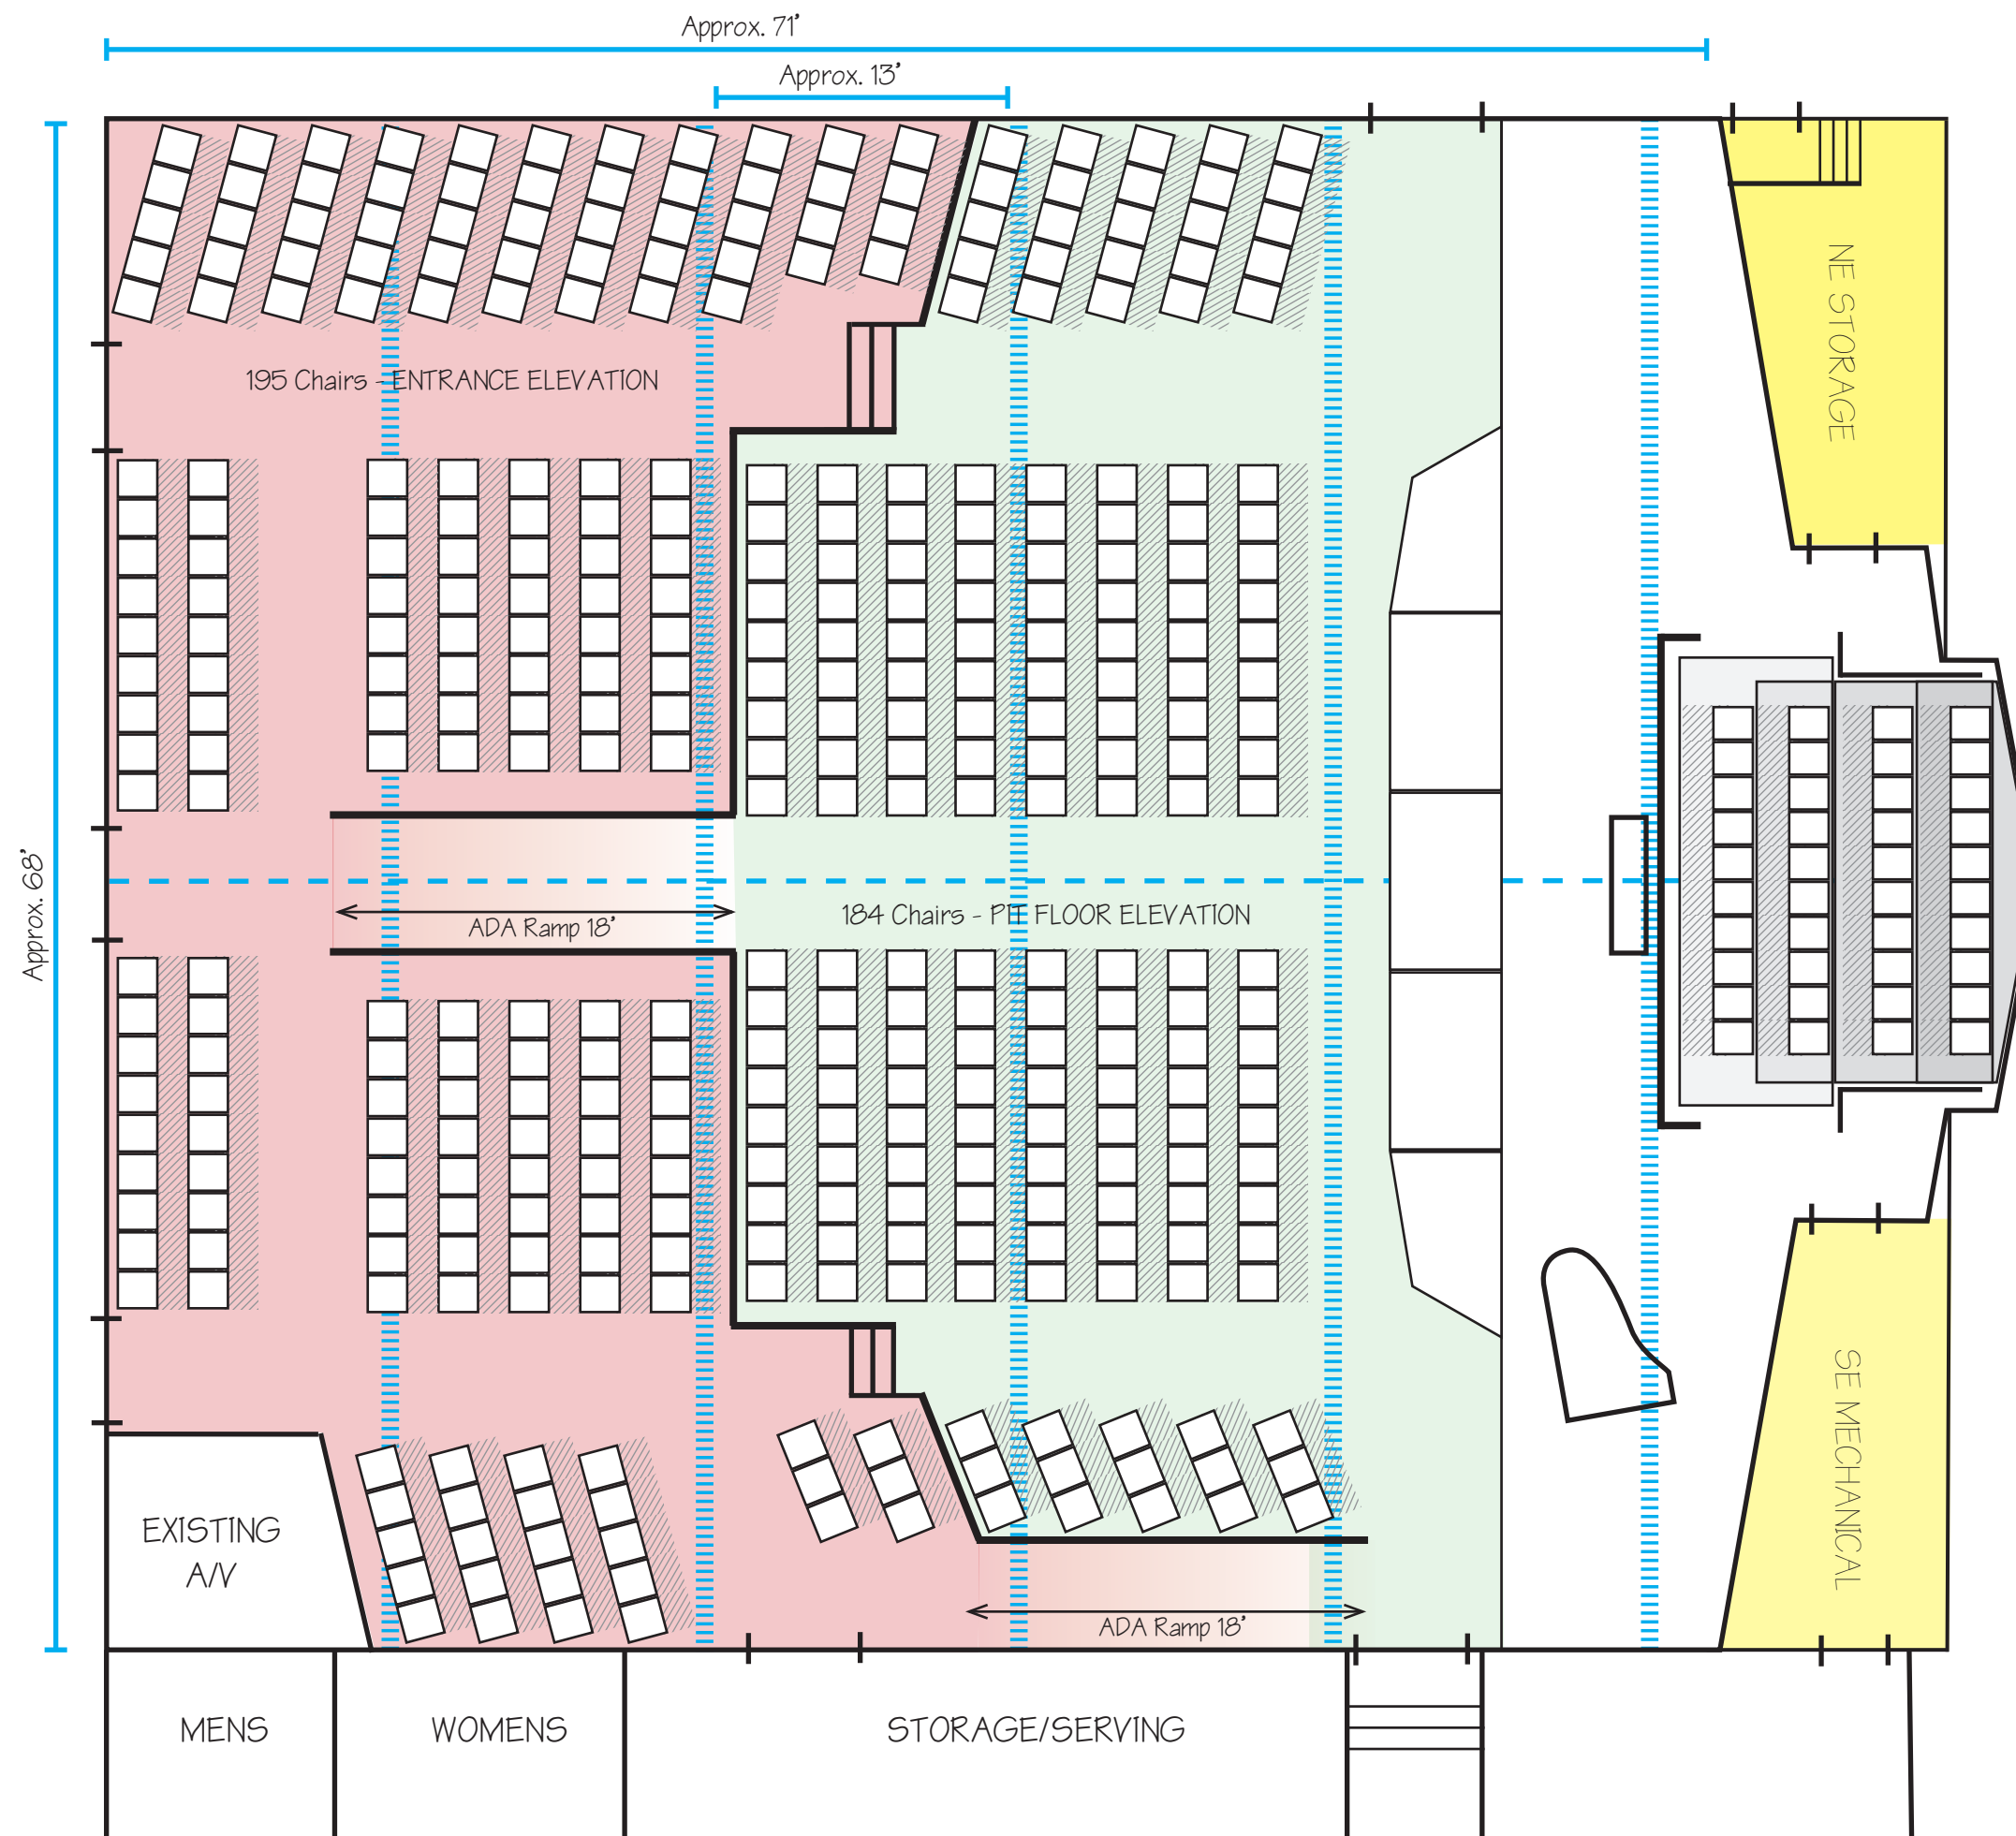 Approx. 71'
Approx. 13'
NE STORAGE
195 Chairs - ENTRANCE ELEVATION
Approx. 68'
184 Chairs - PIT FLOOR ELEVATION
ADA Ramp 18'
SE MECHANICAL
EXISTING
A/V
ADA Ramp 18'
MENS
WOMENS
STORAGE/SERVING